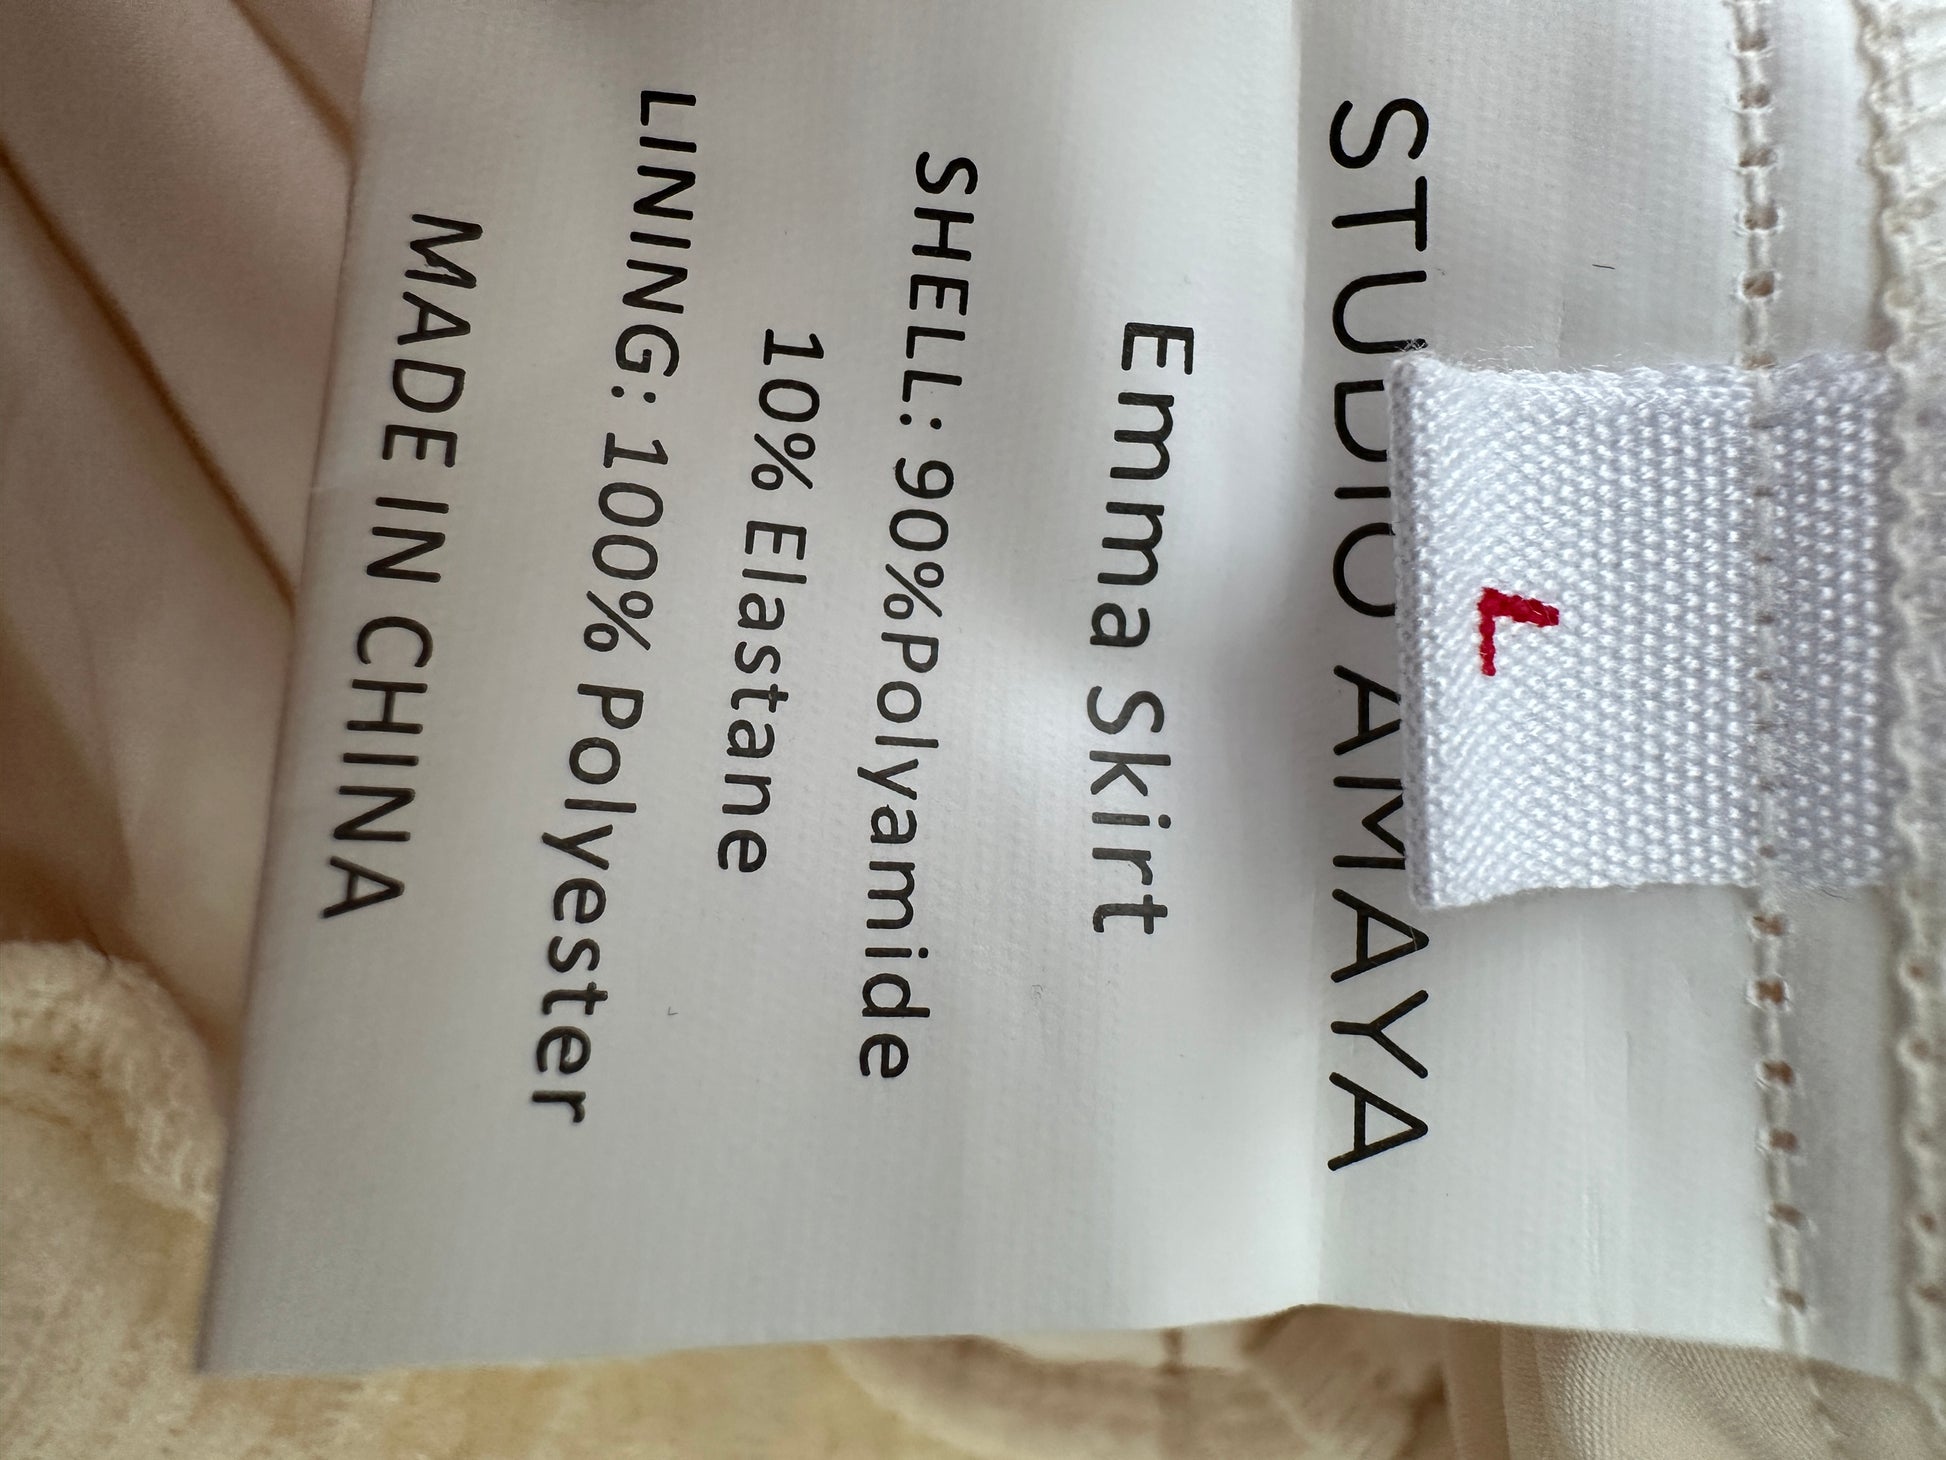 L
STUDIO AMAYA
Emma Skirt
SHELL: 90%Polyamide
10% Elastane
LINING: 100% Polyester
MADE IN CHINA